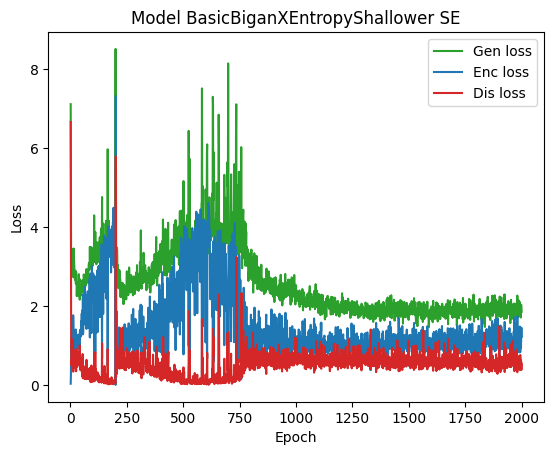 Model BasicBiganXEntropyShallower SE
Gen loss
Enc loss
Dis loss
8
6
4
2
0
Loss
0
250
500
750
1000
1250
1500
1750
2000
Epoch